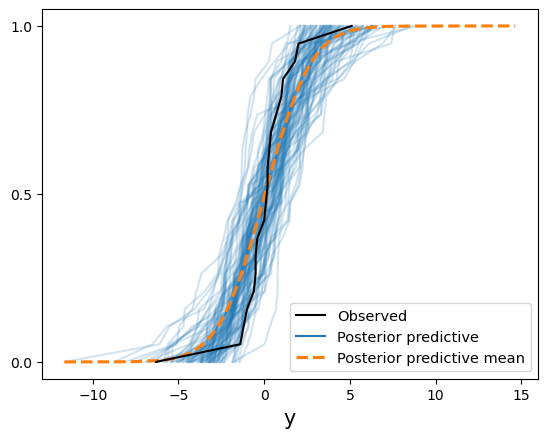 1.0
0.5
0.0
Observed
Posterior predictive
Posterior predictive mean
−10 −5 0 5 10 15
y